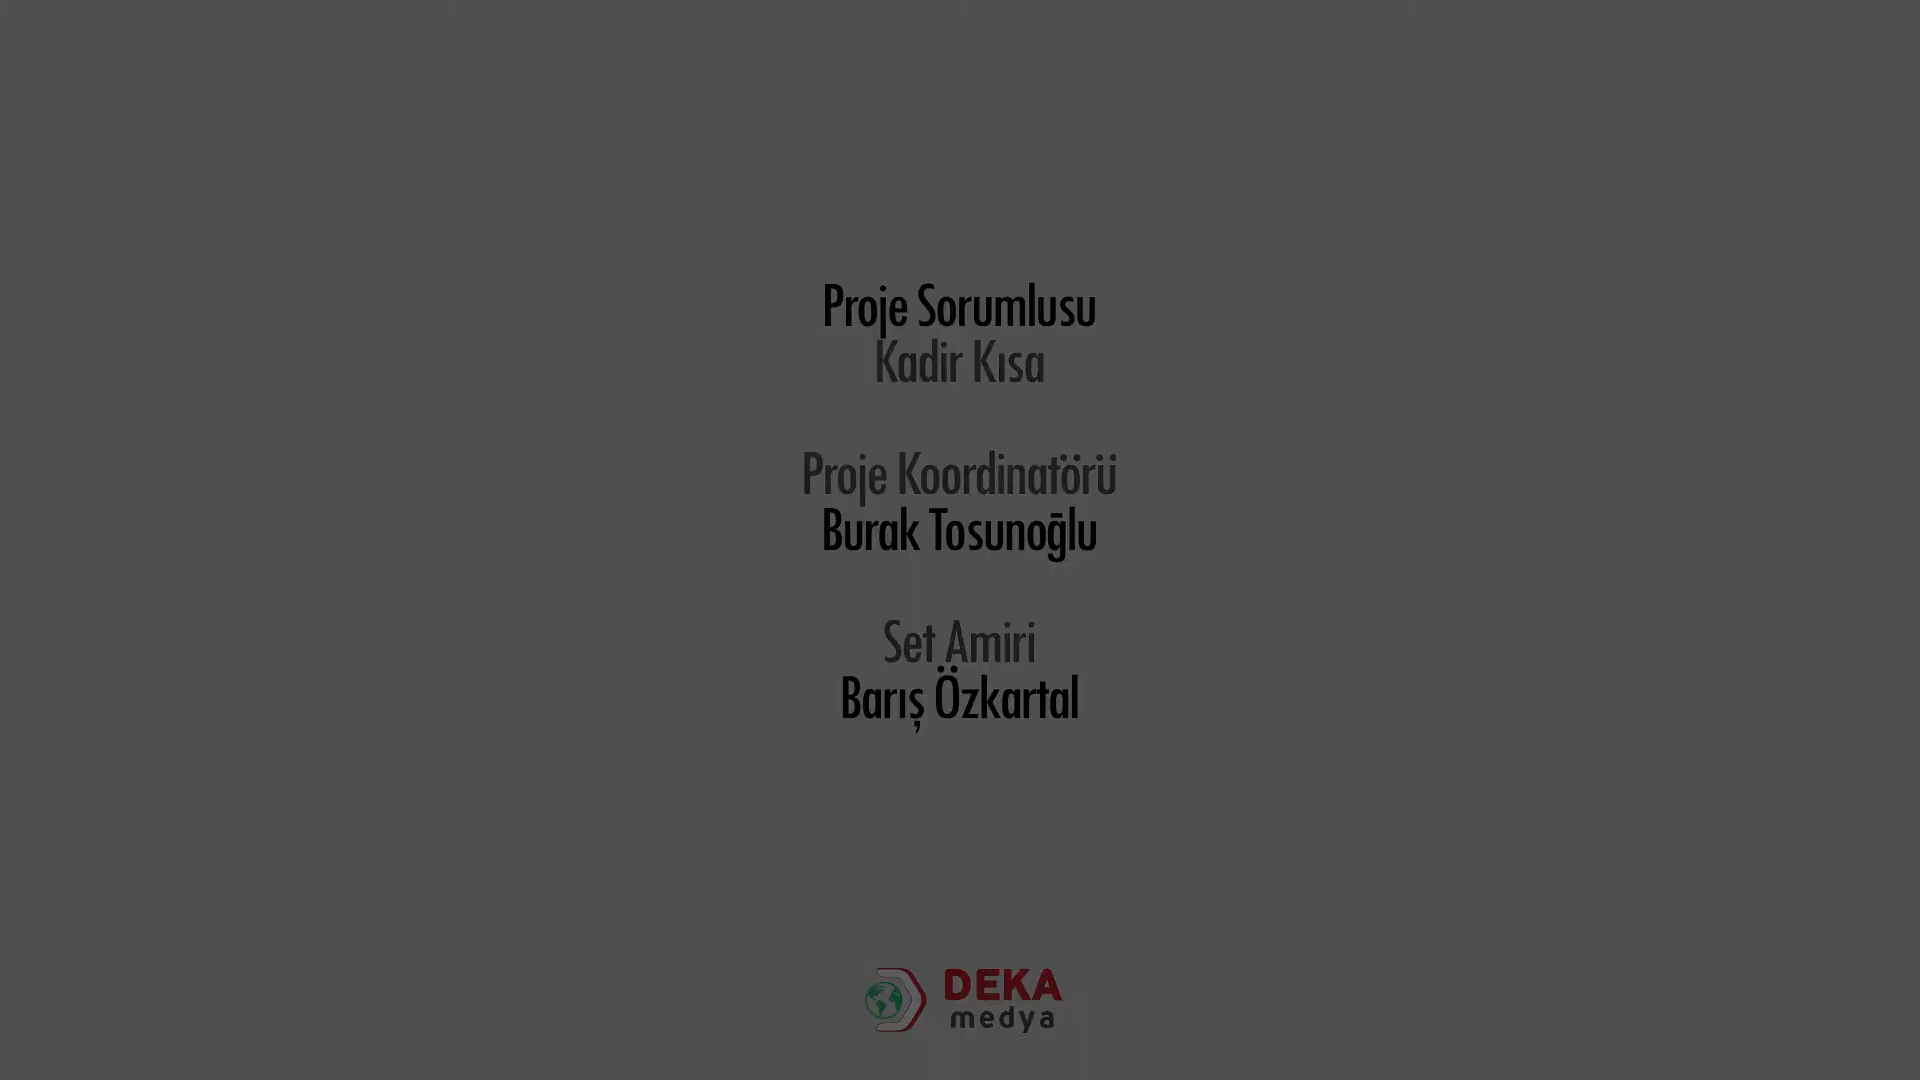 Proje Sorumlusu
Kadir Kısa
Proje Koordinatörü
Burak Tosunoğlu
Set Amiri
Barış Özkartal
DEKA
medya